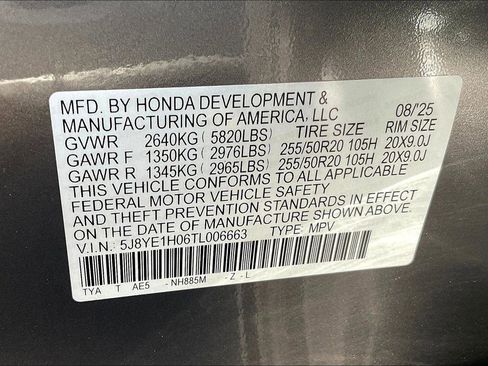 MFD. BY HONDA DEVELOPMENT &
MANUFACTURING OF AMERICA, LLC 08/'25
GVWR 2640KG (5820LBS) TIRE SIZE RIM SIZE
GAWR F 1350KG (2976LBS) 255/50R20 105H 20X9.0J
GAWR R 1345KG (2965LBS) 255/50R20 105H 20X9.0J
THIS VEHICLE CONFORMS TO ALL APPLICABLE
FEDERAL MOTOR VEHICLE SAFETY
AND THEFT PREVENTION STANDARDS IN EFFECT
ON THE DATE OF MANUFACTURE SHOWN ABOVE.
V.I.N.: 5J8YE1H06TL006663 TYPE: MPV
TYA T AE5 -NH885M -Z -L